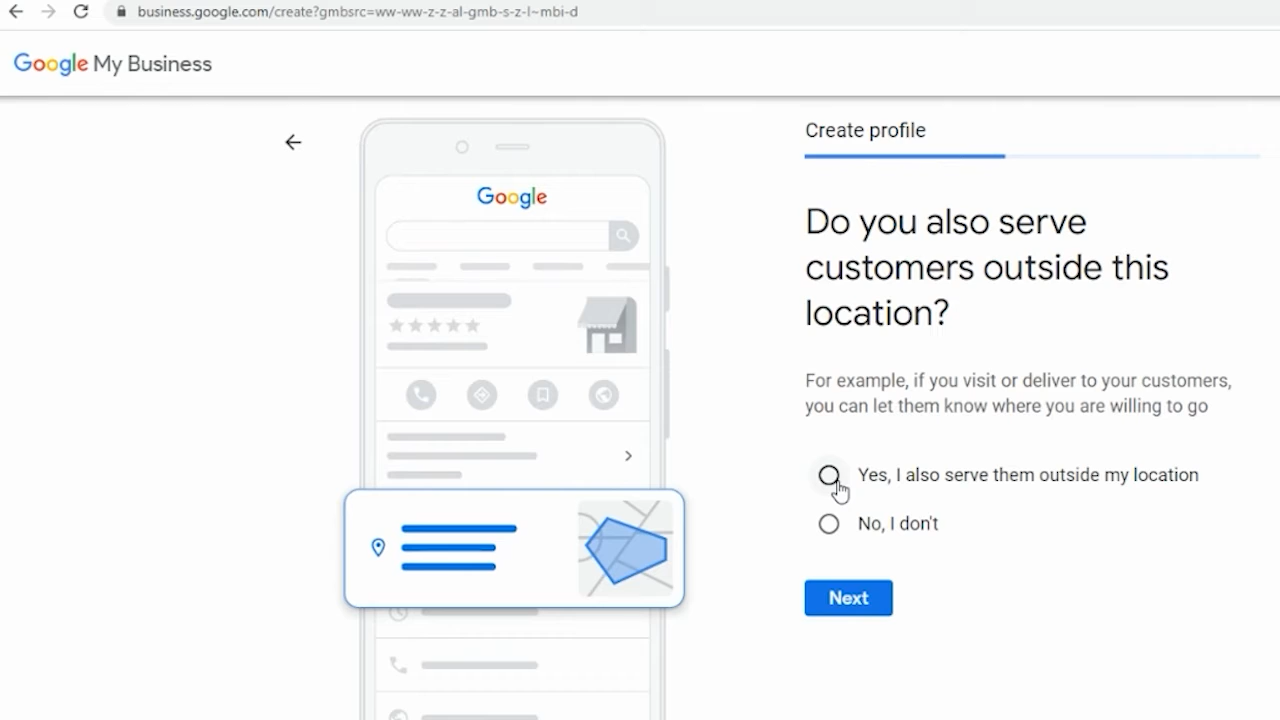 business.google.com/create?gmbsrc=ww-ww-z-z-al-gmb-s-z-l~mbi-d
Google My Business
Google
Create profile
Do you also serve
customers outside this
location?
For example, if you visit or deliver to your customers,
you can let them know where you are willing to go
Yes, I also serve them outside my location
No, I don't
Next